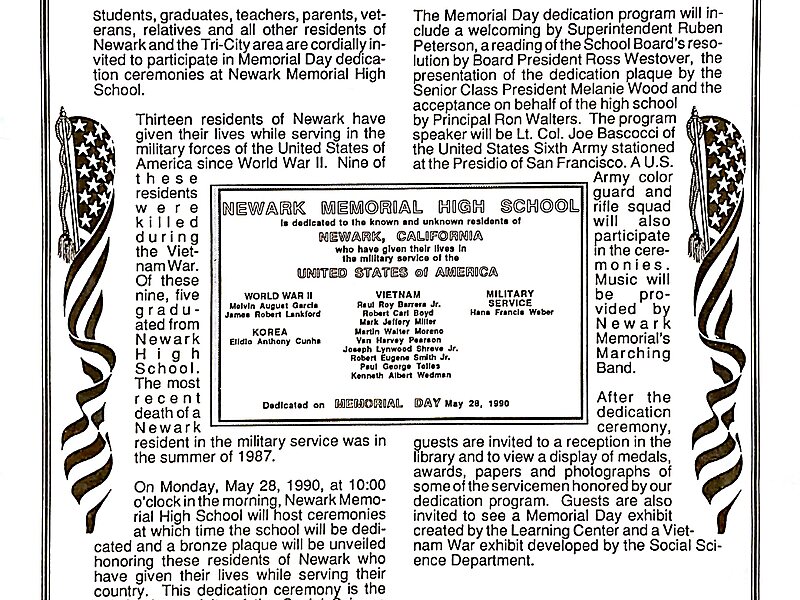 Students, graduates, teachers, parents, vet-
erans, relatives and all other residents of
Newark and the Tri-City area are cordially in-
vited to participate in Memorial Day dedica-
tion ceremonies at Newark Memorial High
School.
Thirteen residents of Newark have
given their lives while serving in the
military forces of the United States of
America since World War II. Nine of
these
residents
were
killed
during
the Viet-
nam War.
Of these
nine, five
gradu-
ated from
Newark
High
School.
The most
recent
death of a
Newark
resident in the military service was in
the summer of 1987.
On Monday, May 28, 1990, at 10:00
o'clock in the morning, Newark Memo-
rial High School will host ceremonies
at which time the school will be dedi-
cated and a bronze plaque will be unveiled
honoring these residents of Newark who
have given their lives while serving their
country. This dedication ceremony is the
NEWARK MEMORIAL HIGH SCHOOL
is dedicated to the known and unknown residents of
NEWARK, CALIFORNIA
who have given their lives in
the military service of the
UNITED STATES of AMERICA
WORLD WAR II
Melvin August Garcia
James Robert Lankford
KOREA
Elidio Anthony Cunha
VIETNAM
Raul Roy Barrera Jr.
Robert Carl Boyd
Mark Jeffery Miller
Martin Walter Moreno
Van Harvey Pearson
Joseph Lynwood Shreve Jr.
Robert Eugene Smith Jr.
Paul George Telles
Kenneth Albert Wedman
MILITARY
SERVICE
Hans Francis Weber
Dedicated on MEMORIAL DAY May 28, 1990
The Memorial Day dedication program will in-
clude a welcoming by Superintendent Ruben
Peterson, a reading of the School Board's reso-
lution by Board President Ross Westover, the
presentation of the dedication plaque by the
Senior Class President Melanie Wood and the
acceptance on behalf of the high school
by Principal Ron Walters. The program
speaker will be Lt. Col. Joe Bascocci of
the United States Sixth Army stationed
at the Presidio of San Francisco. A U.S.
Army color
guard and
rifle squad
will also
participate
in the cere-
monies.
Music will
be pro-
vided by
Newark
Memorial's
Marching
Band.
After the
dedication
ceremony,
guests are invited to a reception in the
library and to view a display of medals,
awards, papers and photographs of
some of the servicemen honored by our
dedication program. Guests are also
invited to see a Memorial Day exhibit
created by the Learning Center and a Viet-
nam War exhibit developed by the Social Sci-
ence Department.